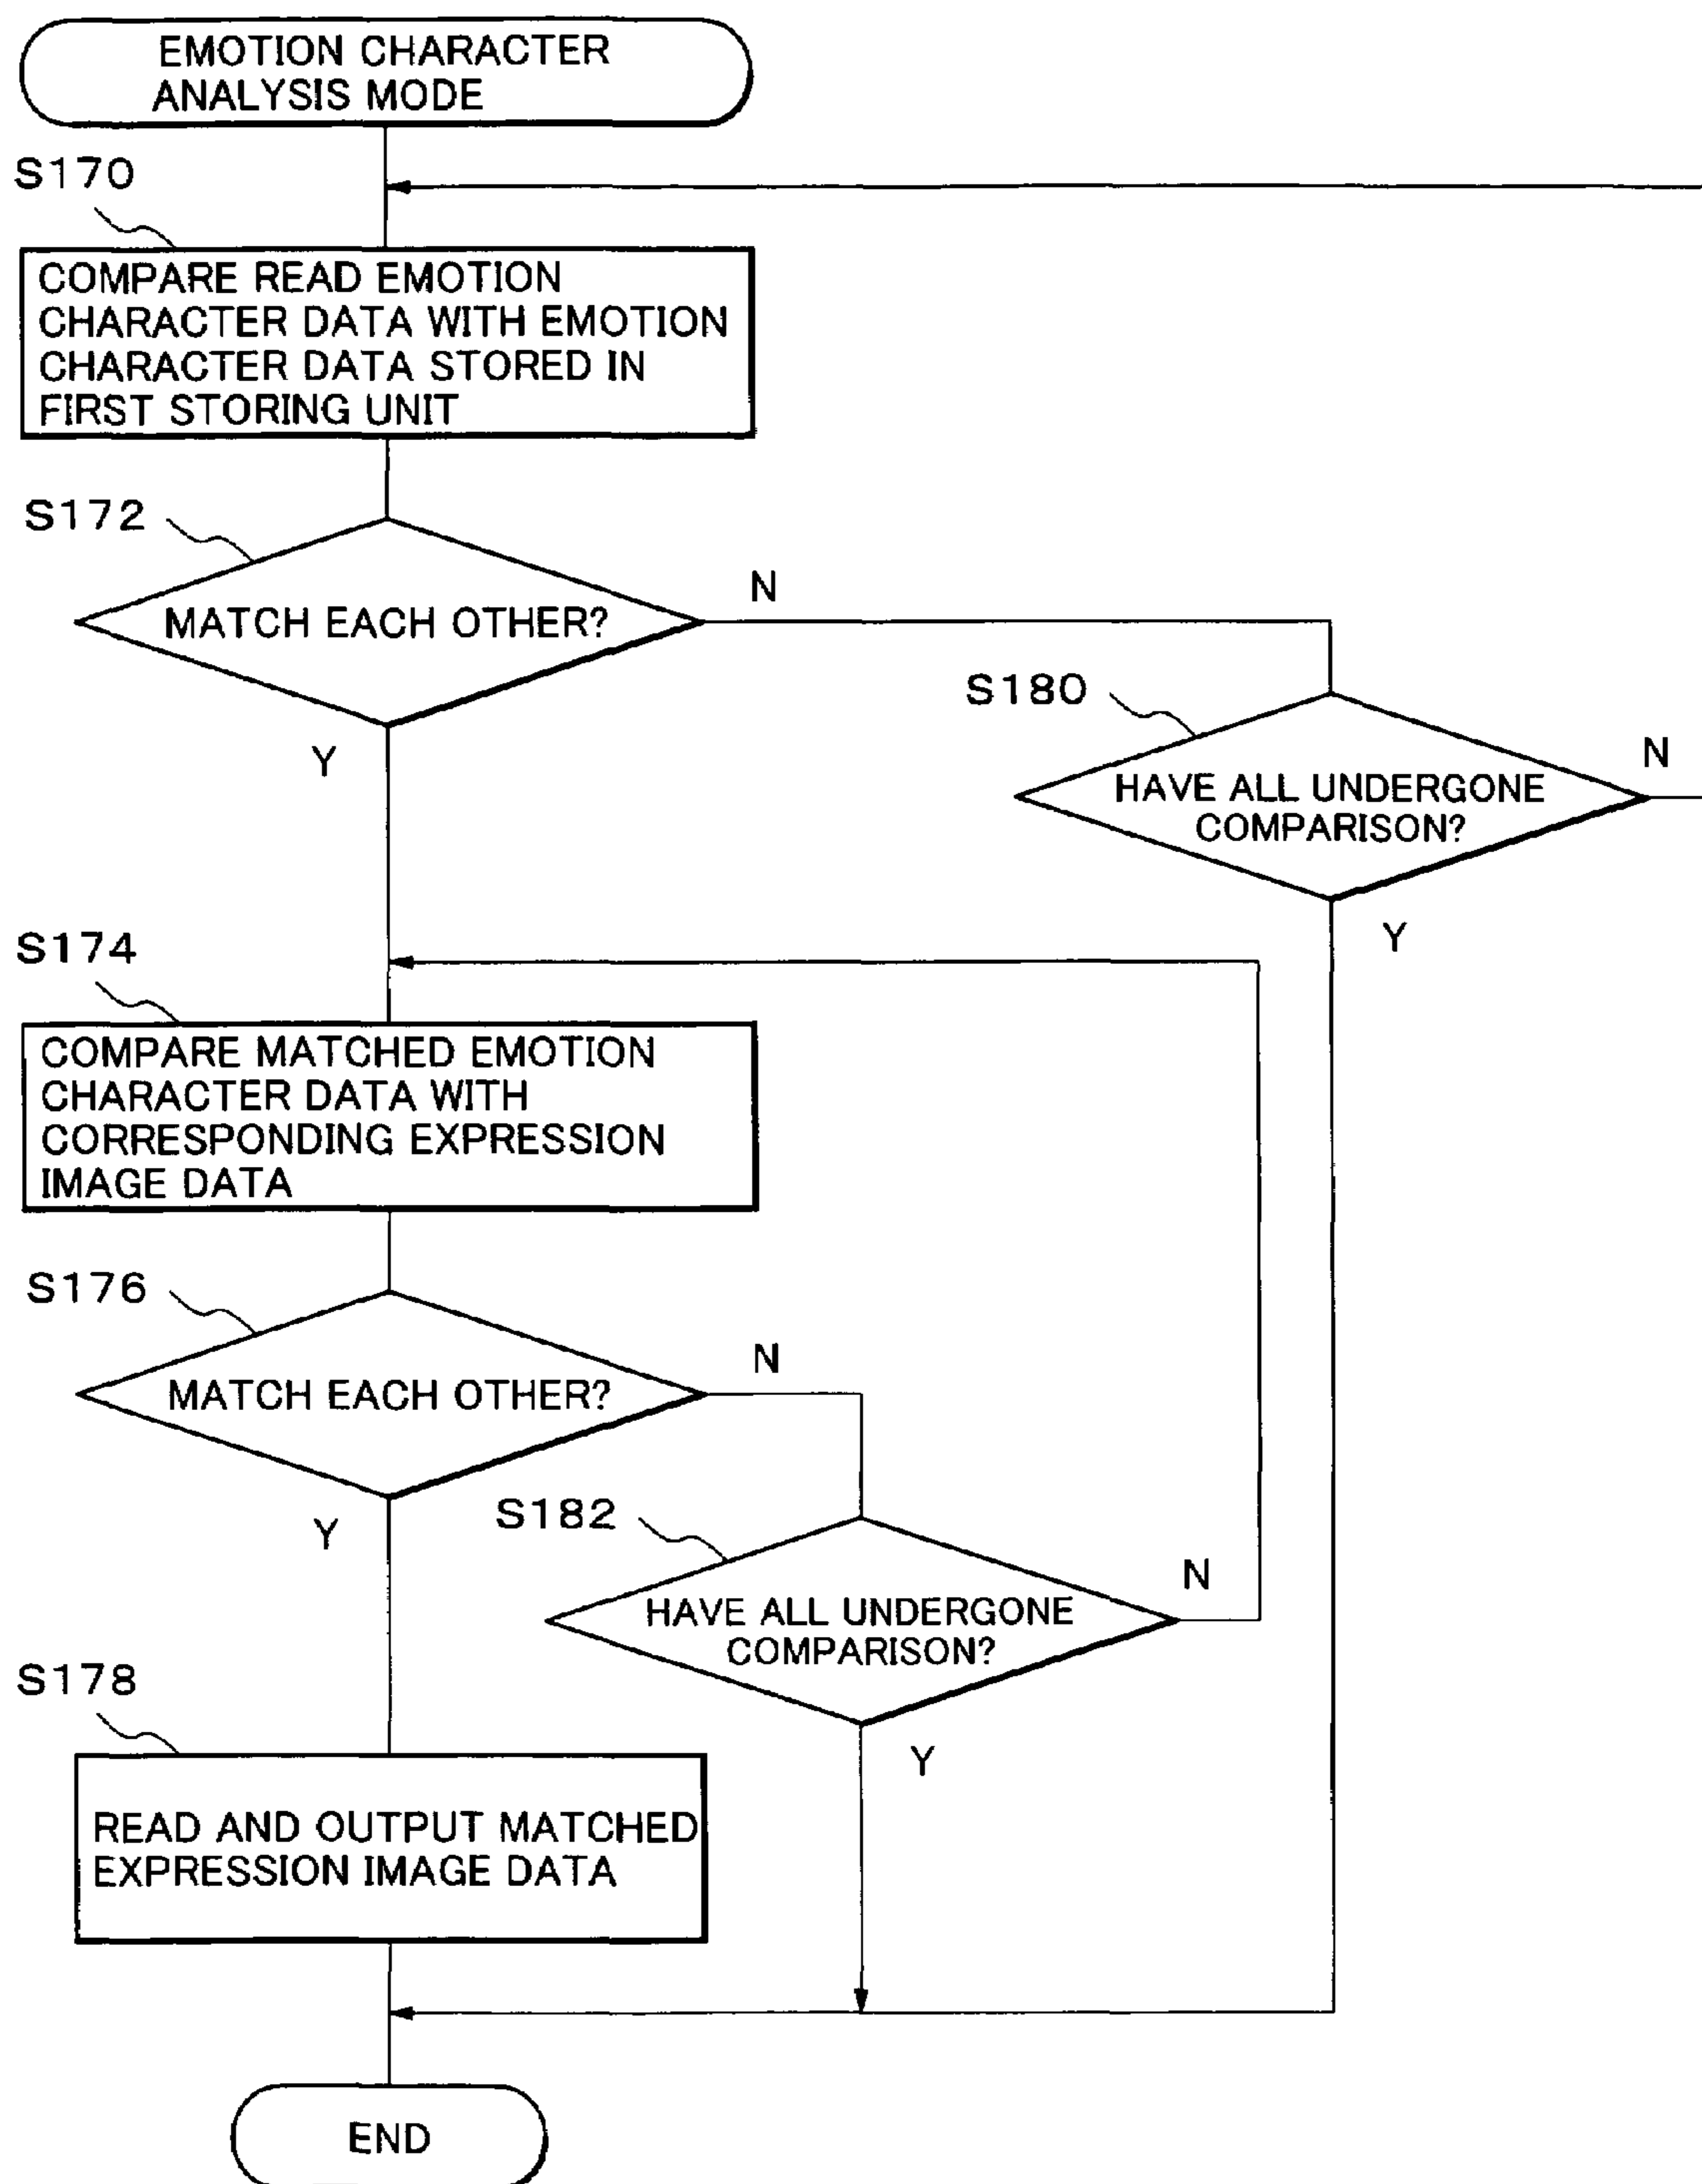 EMOTION CHARACTER
ANALYSIS MODE
S170
COMPARE READ EMOTION
CHARACTER DATA WITH EMOTION
CHARACTER DATA STORED IN
FIRST STORING UNIT
S172
MATCH EACH OTHER?
N
Y
S180
HAVE ALL UNDERGONE
COMPARISON?
N
Y
S174
COMPARE MATCHED EMOTION
CHARACTER DATA WITH
CORRESPONDING EXPRESSION
IMAGE DATA
S176
MATCH EACH OTHER?
N
Y
S182
HAVE ALL UNDERGONE
COMPARISON?
N
Y
S178
READ AND OUTPUT MATCHED
EXPRESSION IMAGE DATA
END